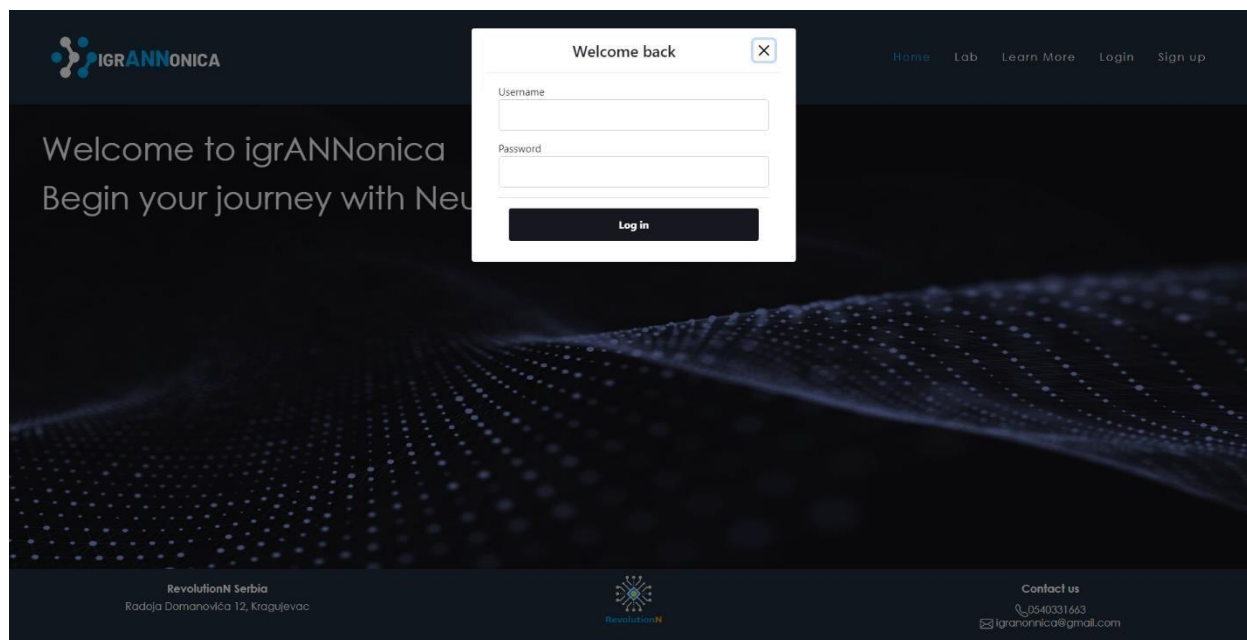 IGRANNONICA
Home Lab Learn More Login Sign up
Welcome back
Username
Password
Log in
Welcome to igrANNonica
Begin your journey with Neu
RevolutionN Serbia
Radoja Domanovića 12, Kragujevac
RevolutionN
Contact us
0540331663
igranonnica@gmail.com